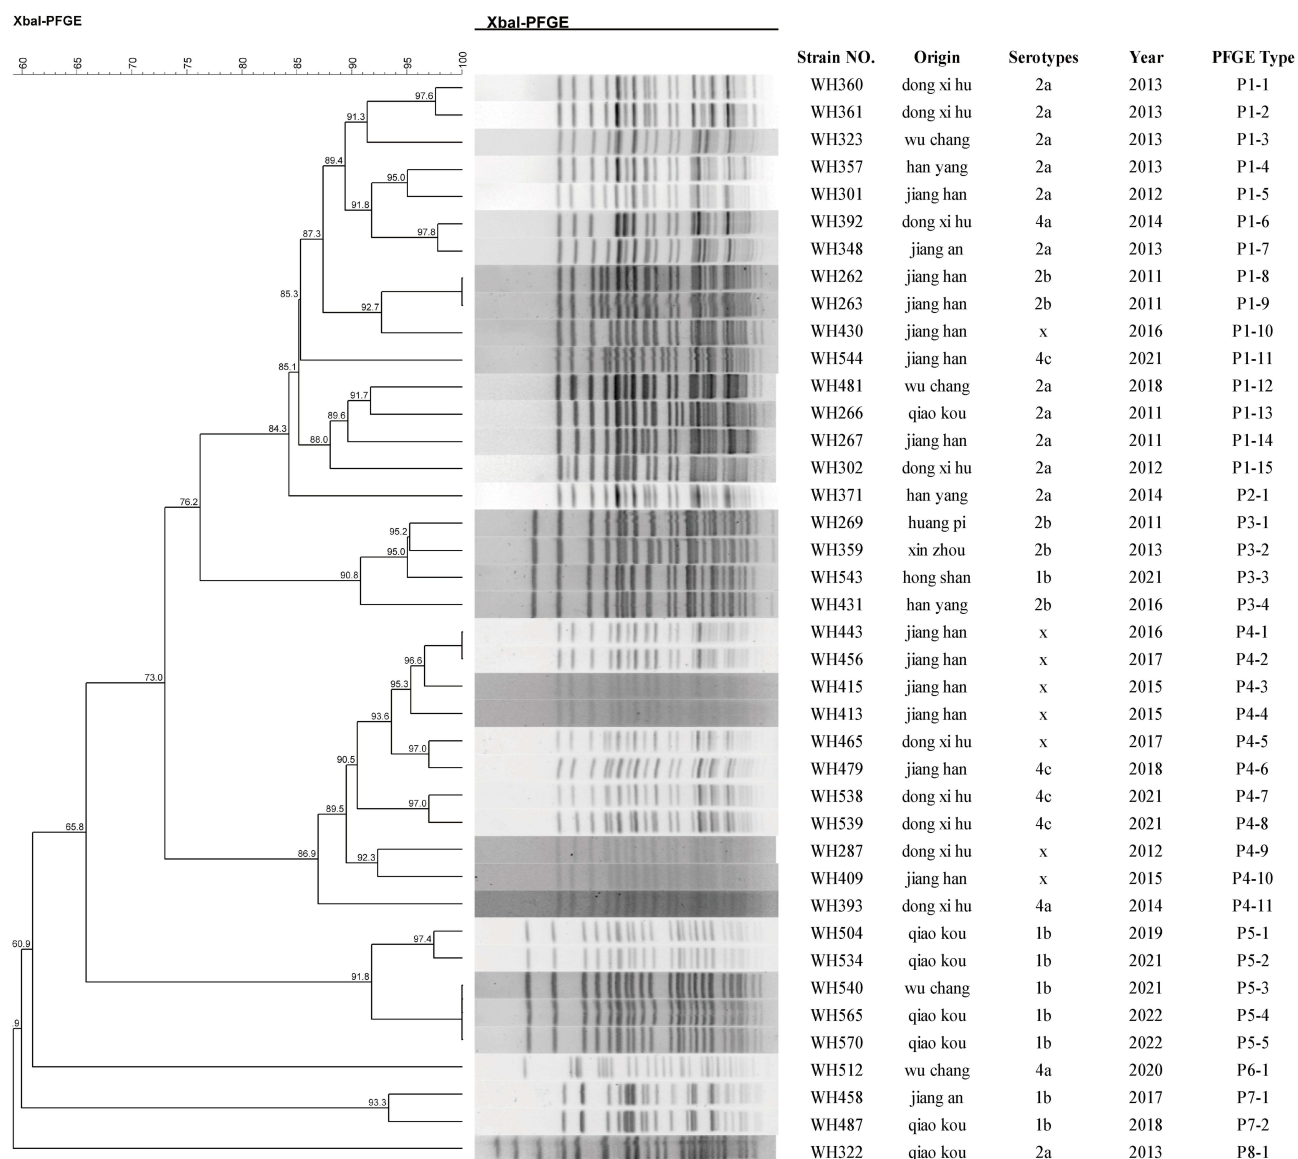 XbaI-PFGE XbaI-PFGE
60 65 70 75 80 85 90 95 100
Strain NO. Origin Serotypes Year PFGE Type
WH360 dong xi hu 2a 2013 P1-1
97.6
WH361 dong xi hu 2a 2013 P1-2
91.3
WH323 wu chang 2a 2013 P1-3
89.4
WH357 han yang 2a 2013 P1-4
95.0
WH301 jiang han 2a 2012 P1-5
91.8
WH392 dong xi hu 4a 2014 P1-6
97.8
87.3
WH348 jiang an 2a 2013 P1-7
WH262 jiang han 2b 2011 P1-8
85.3
92.7
WH263 jiang han 2b 2011 P1-9
WH430 jiang han x 2016 P1-10
WH544 jiang han 4c 2021 P1-11
85.1
WH481 wu chang 2a 2018 P1-12
91.7
WH266 qiao kou 2a 2011 P1-13
89.6
84.3
88.0
WH267 jiang han 2a 2011 P1-14
WH302 dong xi hu 2a 2012 P1-15
WH371 han yang 2a 2014 P2-1
76.2
WH269 huang pi 2b 2011 P3-1
95.2
WH359 xin zhou 2b 2013 P3-2
95.0
90.8
WH543 hong shan 1b 2021 P3-3
WH431 han yang 2b 2016 P3-4
WH443 jiang han x 2016 P4-1
WH456 jiang han x 2017 P4-2
96.6
73.0
95.3
WH415 jiang han x 2015 P4-3
WH413 jiang han x 2015 P4-4
93.6
WH465 dong xi hu x 2017 P4-5
97.0
90.5
WH479 jiang han 4c 2018 P4-6
WH538 dong xi hu 4c 2021 P4-7
97.0
89.5
WH539 dong xi hu 4c 2021 P4-8
65.8
WH287 dong xi hu x 2012 P4-9
86.9
92.3
WH409 jiang han x 2015 P4-10
WH393 dong xi hu 4a 2014 P4-11
WH504 qiao kou 1b 2019 P5-1
97.4
60.9
WH534 qiao kou 1b 2021 P5-2
91.8
WH540 wu chang 1b 2021 P5-3
WH565 qiao kou 1b 2022 P5-4
.9
WH570 qiao kou 1b 2022 P5-5
WH512 wu chang 4a 2020 P6-1
WH458 jiang an 1b 2017 P7-1
93.3
WH487 qiao kou 1b 2018 P7-2
WH322 qiao kou 2a 2013 P8-1